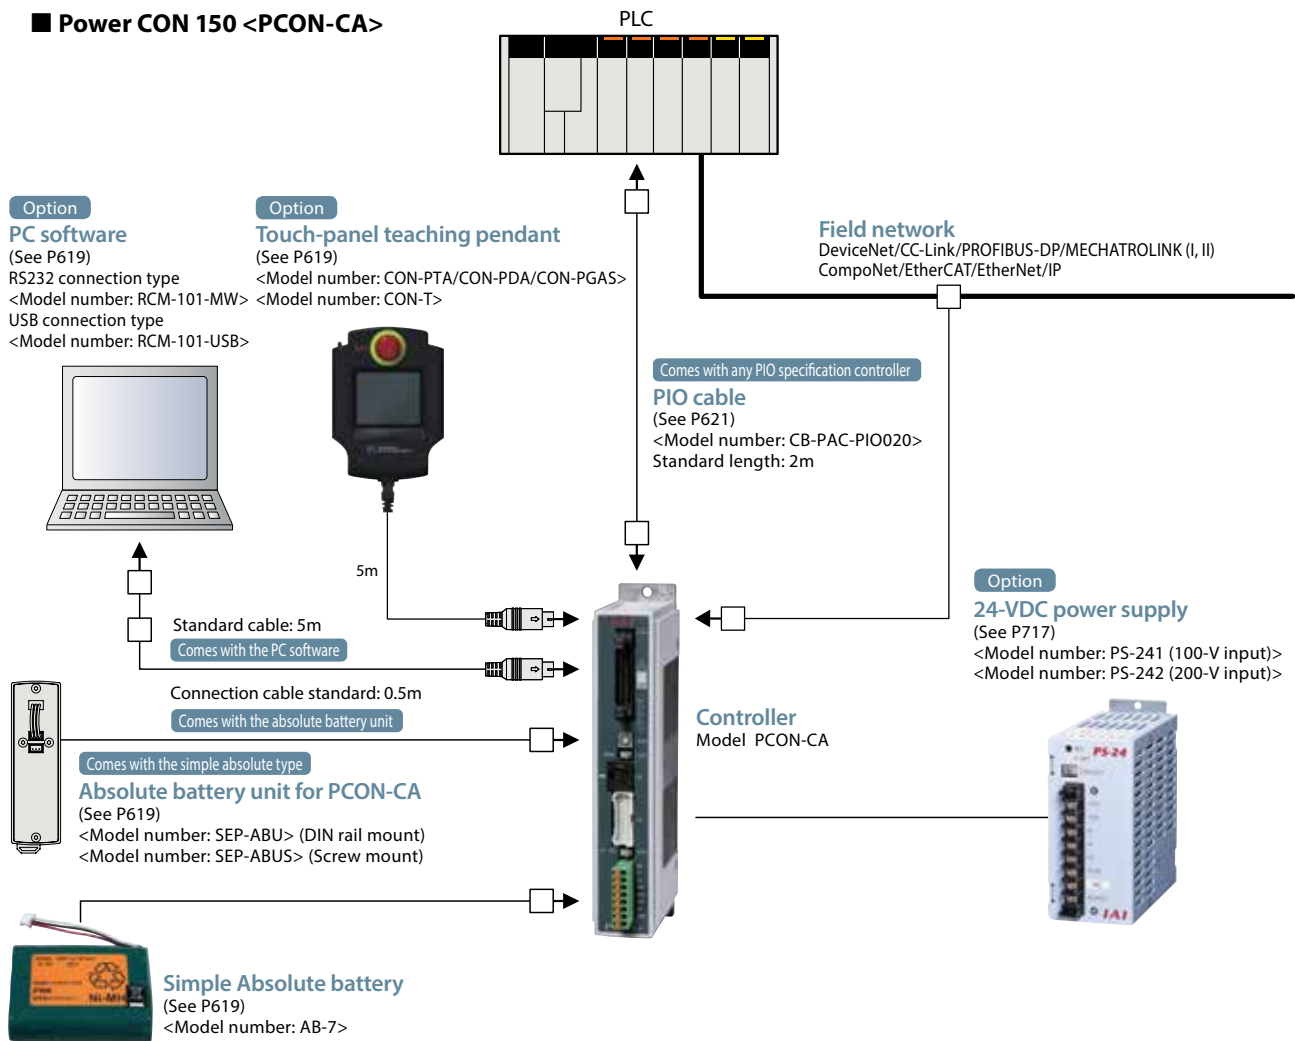 ■ Power CON 150 <PCON-CA>
PLC
Option
PC software
(See P619)
RS232 connection type
<Model number: RCM-101-MW>
USB connection type
<Model number: RCM-101-USB>
Option
Touch-panel teaching pendant
(See P619)
<Model number: CON-PTA/CON-PDA/CON-PGAS>
<Model number: CON-T>
Field network
DeviceNet/CC-Link/PROFIBUS-DP/MECHATROLINK (I, II)
CompoNet/EtherCAT/EtherNet/IP
Comes with any PIO specification controller
PIO cable
(See P621)
<Model number: CB-PAC-PIO020>
Standard length: 2m
5m
Standard cable: 5m
Comes with the PC software
Connection cable standard: 0.5m
Comes with the absolute battery unit
Comes with the simple absolute type
Absolute battery unit for PCON-CA
(See P619)
<Model number: SEP-ABU> (DIN rail mount)
<Model number: SEP-ABUS> (Screw mount)
Option
24-VDC power supply
(See P717)
<Model number: PS-241 (100-V input)>
<Model number: PS-242 (200-V input)>
Controller
Model PCON-CA
PS-24
IAI
Simple Absolute battery
(See P619)
<Model number: AB-7>
Ni-MH